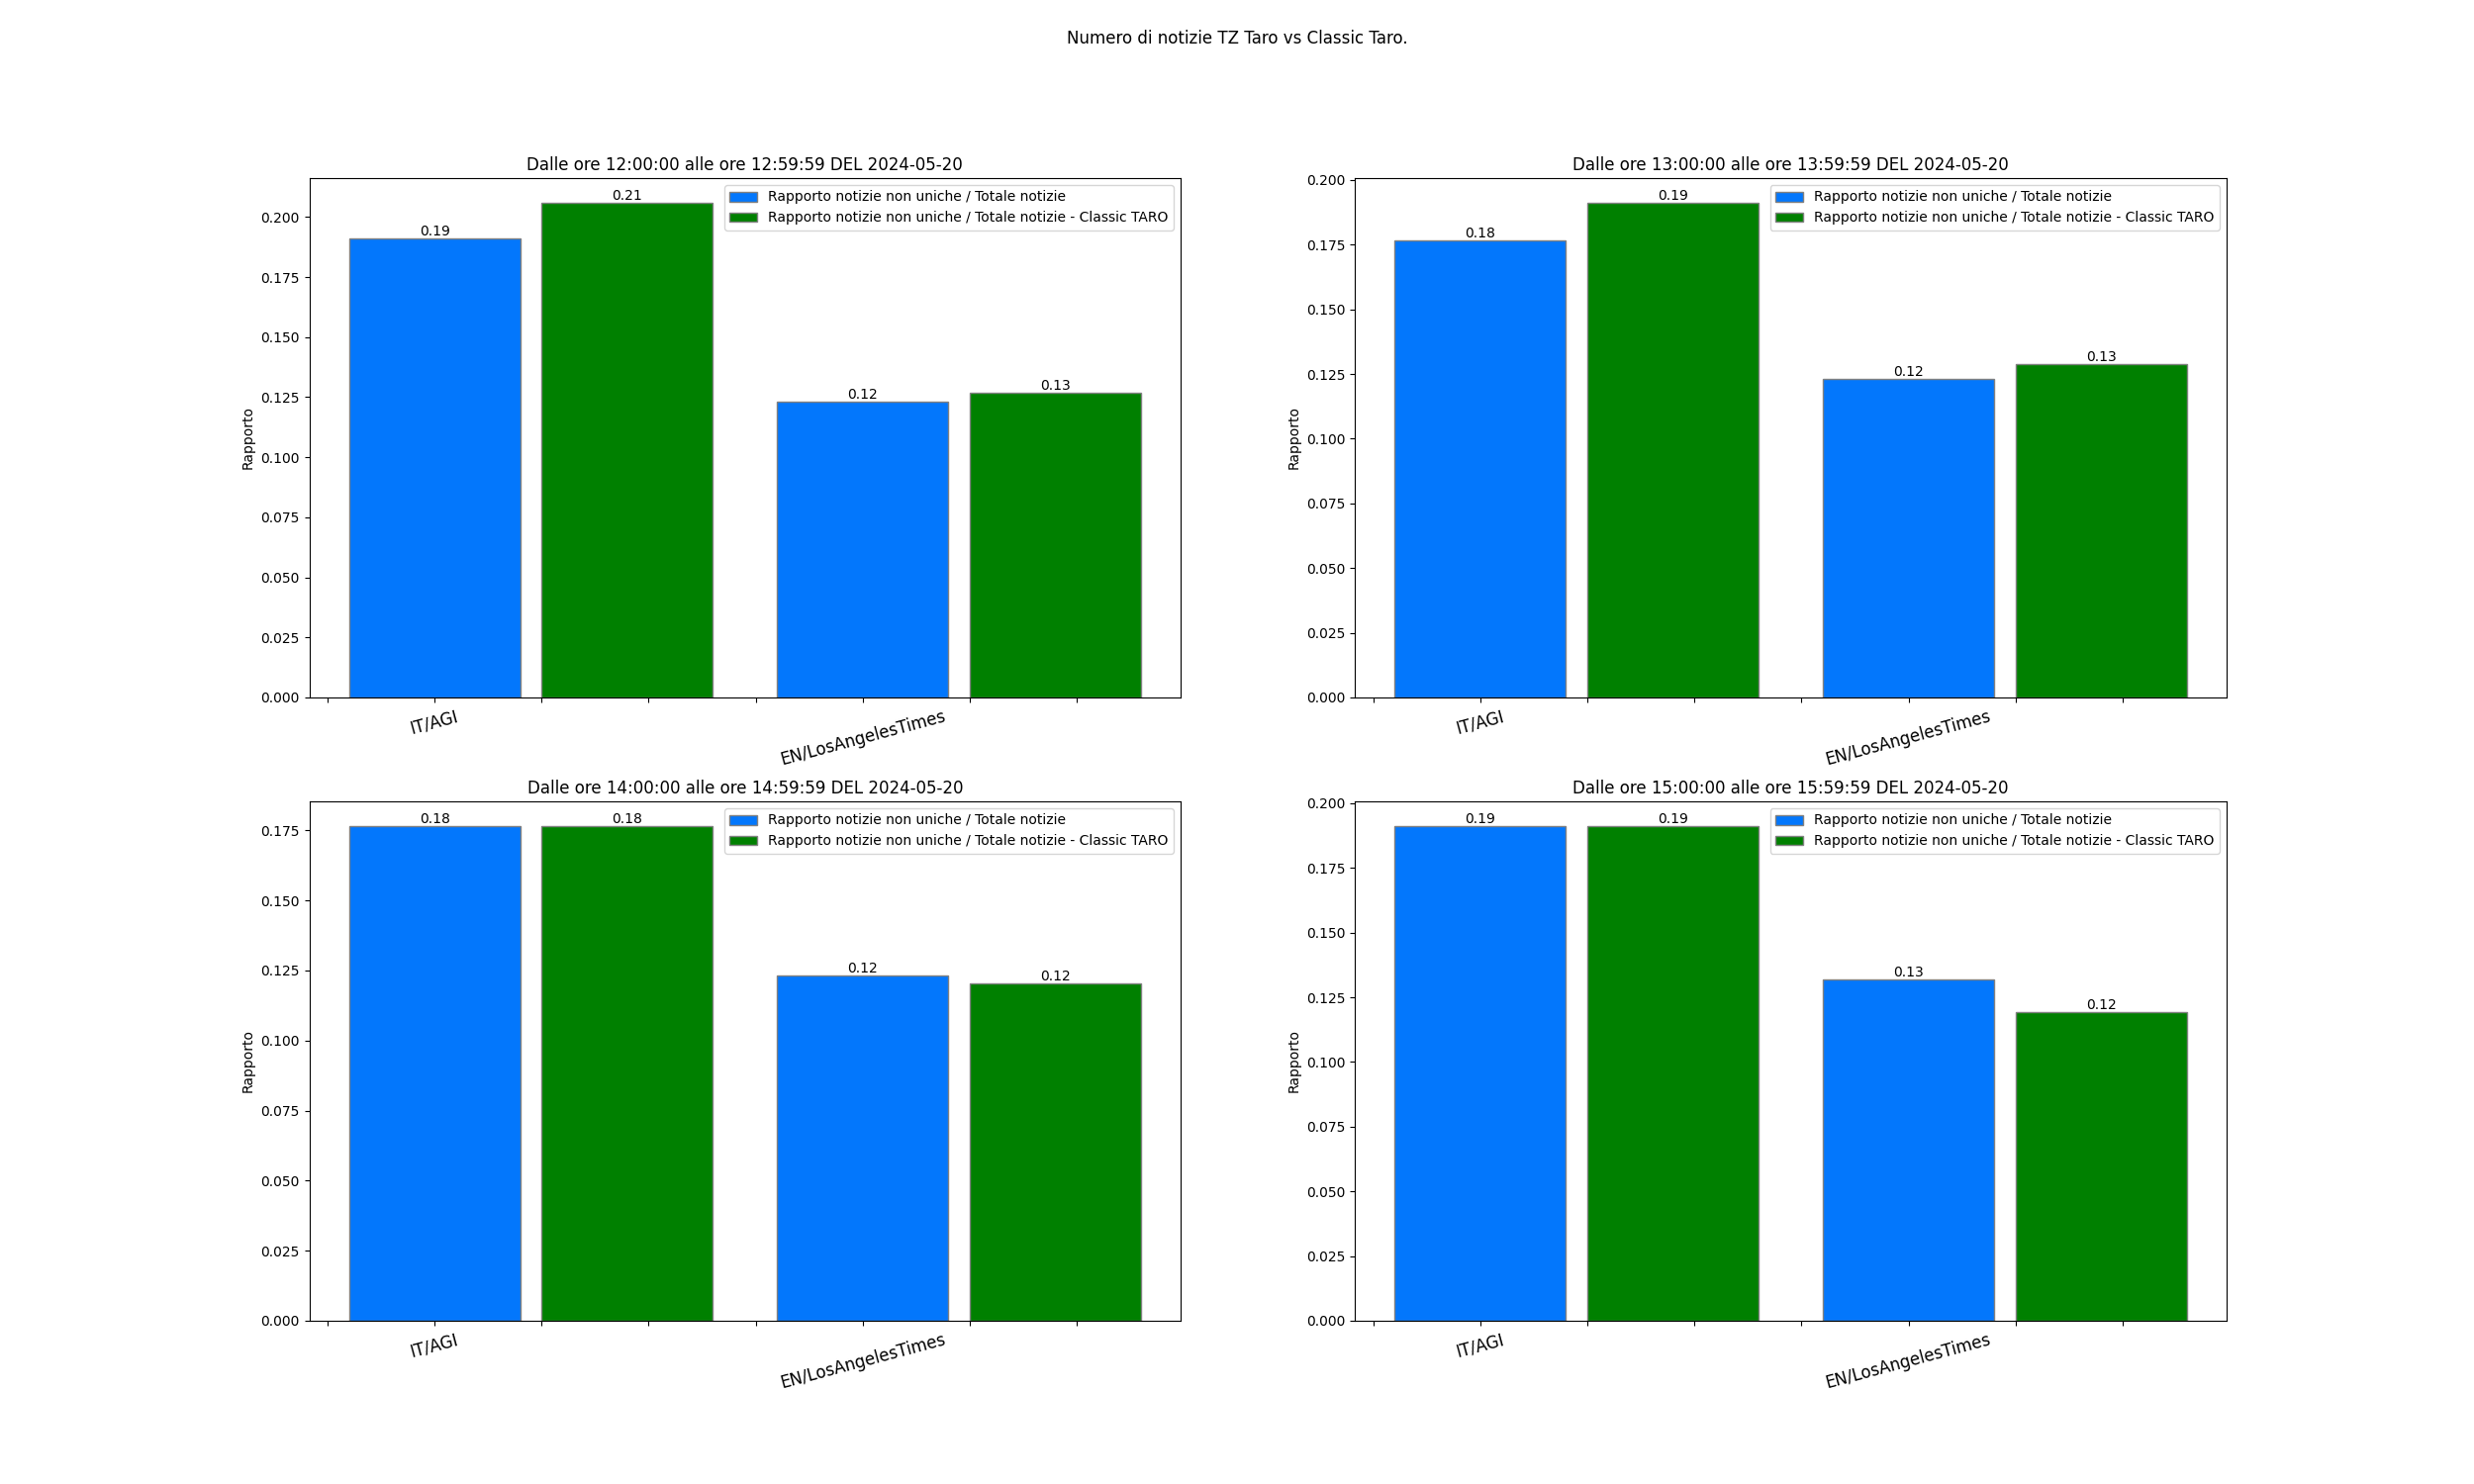 Numero di notizie TZ Taro vs Classic Taro.
Dalle ore 12:00:00 alle ore 12:59:59 DEL 2024-05-20
Rapporto notizie non uniche / Totale notizie
Rapporto notizie non uniche / Totale notizie - Classic TARO
0.19
0.21
0.12
0.13
0.200
0.175
0.150
0.125
0.100
0.075
0.050
0.025
0.000
Rapporto
IT/AGI
EN/LosAngelesTimes
Dalle ore 13:00:00 alle ore 13:59:59 DEL 2024-05-20
Rapporto notizie non uniche / Totale notizie
Rapporto notizie non uniche / Totale notizie - Classic TARO
0.18
0.19
0.12
0.13
0.200
0.175
0.150
0.125
0.100
0.075
0.050
0.025
0.000
Rapporto
IT/AGI
EN/LosAngelesTimes
Dalle ore 14:00:00 alle ore 14:59:59 DEL 2024-05-20
Rapporto notizie non uniche / Totale notizie
Rapporto notizie non uniche / Totale notizie - Classic TARO
0.18
0.18
0.12
0.12
0.175
0.150
0.125
0.100
0.075
0.050
0.025
0.000
Rapporto
IT/AGI
EN/LosAngelesTimes
Dalle ore 15:00:00 alle ore 15:59:59 DEL 2024-05-20
Rapporto notizie non uniche / Totale notizie
Rapporto notizie non uniche / Totale notizie - Classic TARO
0.19
0.19
0.13
0.12
0.200
0.175
0.150
0.125
0.100
0.075
0.050
0.025
0.000
Rapporto
IT/AGI
EN/LosAngelesTimes